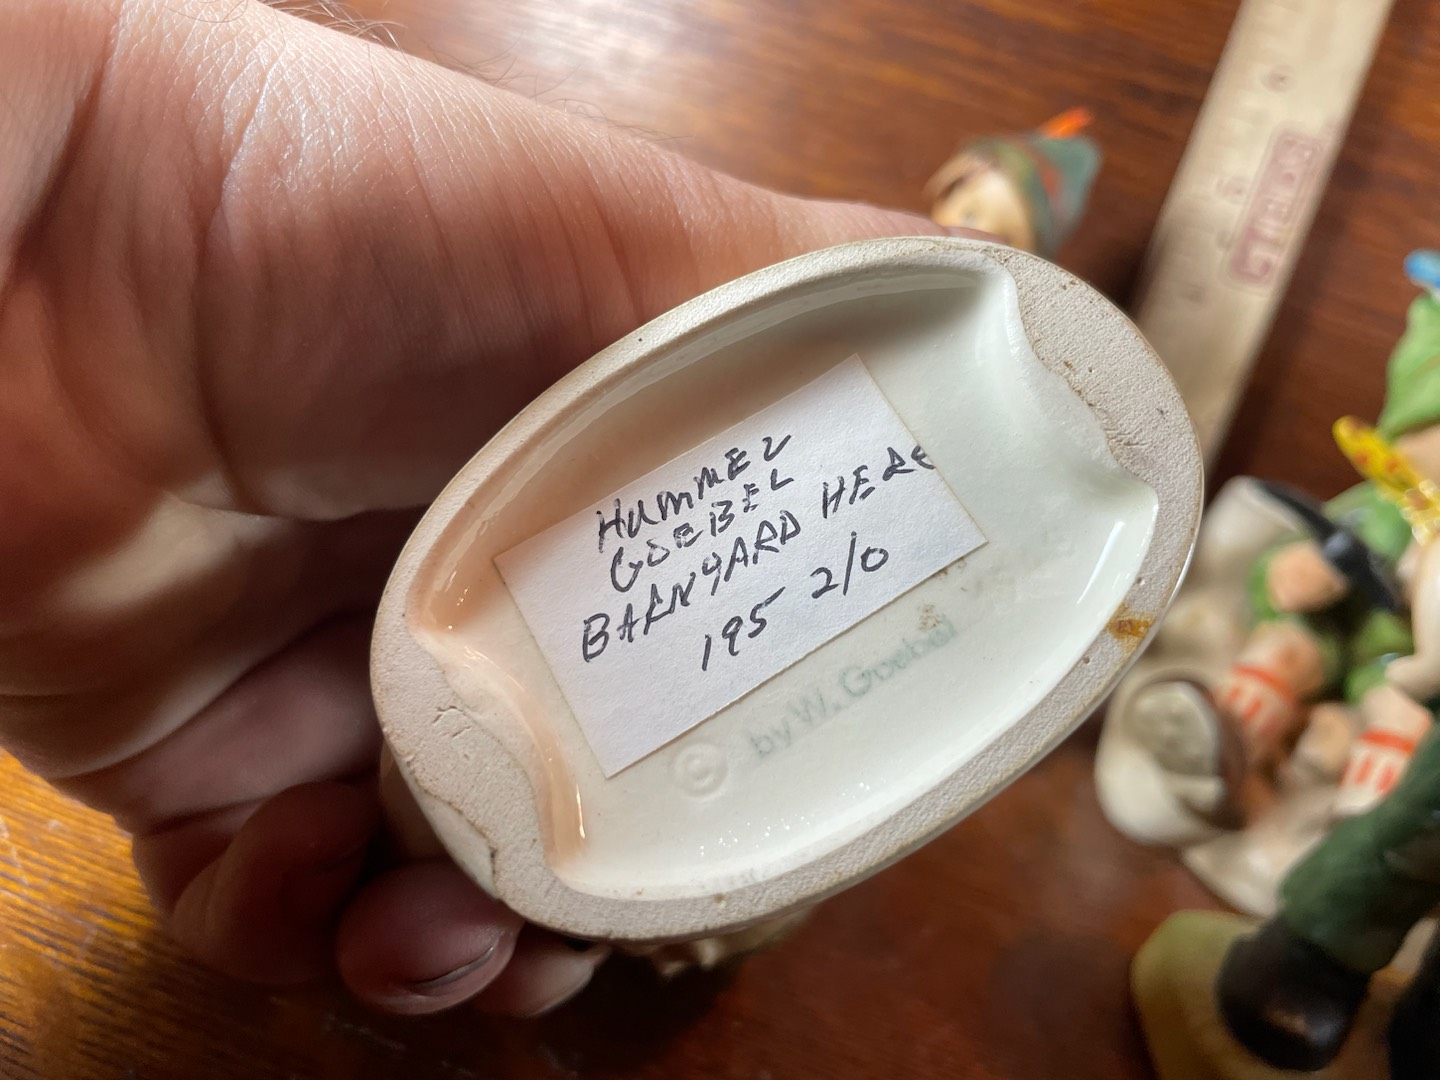 HUMMEL
GOEBEL
BARNYARD HERO
195 2/0
© by W. Goebel